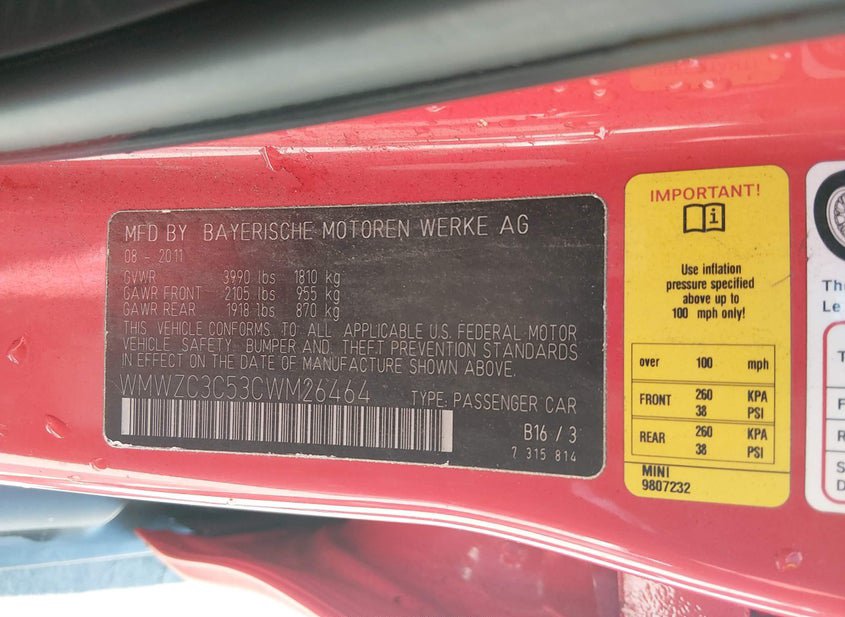 MFD BY BAYERISCHE MOTOREN WERKE AG
08 - 2011
GVWR 3990 lbs 1810 kg
GAWR FRONT 2105 lbs 955 kg
GAWR REAR 1918 lbs 870 kg
THIS VEHICLE CONFORMS TO ALL APPLICABLE U.S. FEDERAL MOTOR
VEHICLE SAFETY, BUMPER AND THEFT PREVENTION STANDARDS
IN EFFECT ON THE DATE OF MANUFACTURE SHOWN ABOVE.
WMWZC3C53CWM26464 TYPE: PASSENGER CAR
B16 / 3
7 315 814
IMPORTANT!
i
Use inflation
pressure specified
above up to
100 mph only!
over 100 mph
FRONT 260 KPA
38 PSI
REAR 260 KPA
38 PSI
MINI
9807232
Le